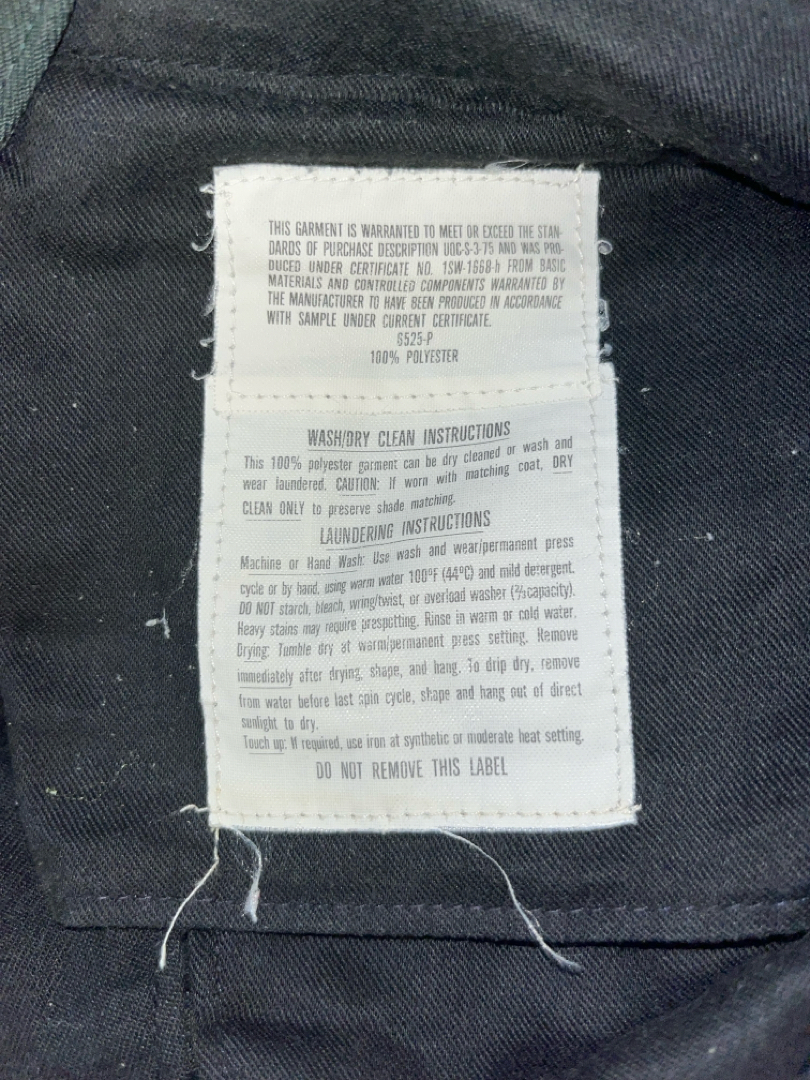 THIS GARMENT IS WARRANTED TO MEET OR EXCEED THE STAN-
DARDS OF PURCHASE DESCRIPTION UOC-S-3-75 AND WAS PRO-
DUCED UNDER CERTIFICATE NO. 1SW-1668-h FROM BASIC
MATERIALS AND CONTROLLED COMPONENTS WARRANTED BY
THE MANUFACTURER TO HAVE BEEN PRODUCED IN ACCORDANCE
WITH SAMPLE UNDER CURRENT CERTIFICATE.
6525-P
100% POLYESTER
WASH/DRY CLEAN INSTRUCTIONS
This 100% polyester garment can be dry cleaned or wash and
wear laundered. CAUTION: If worn with matching coat, DRY
CLEAN ONLY to preserve shade matching.
LAUNDERING INSTRUCTIONS
Machine or Hand Wash: Use wash and wear/permanent press
cycle or by hand, using warm water 100°F (44°C) and mild detergent.
DO NOT starch, bleach, wring/twist, or overload washer (⅔ capacity).
Heavy stains may require prespotting. Rinse in warm or cold water.
Drying: Tumble dry at warm/permanent press setting. Remove
immediately after drying, shape, and hang. To drip dry, remove
from water before last spin cycle, shape and hang out of direct
sunlight to dry.
Touch up: If required, use iron at synthetic or moderate heat setting.
DO NOT REMOVE THIS LABEL